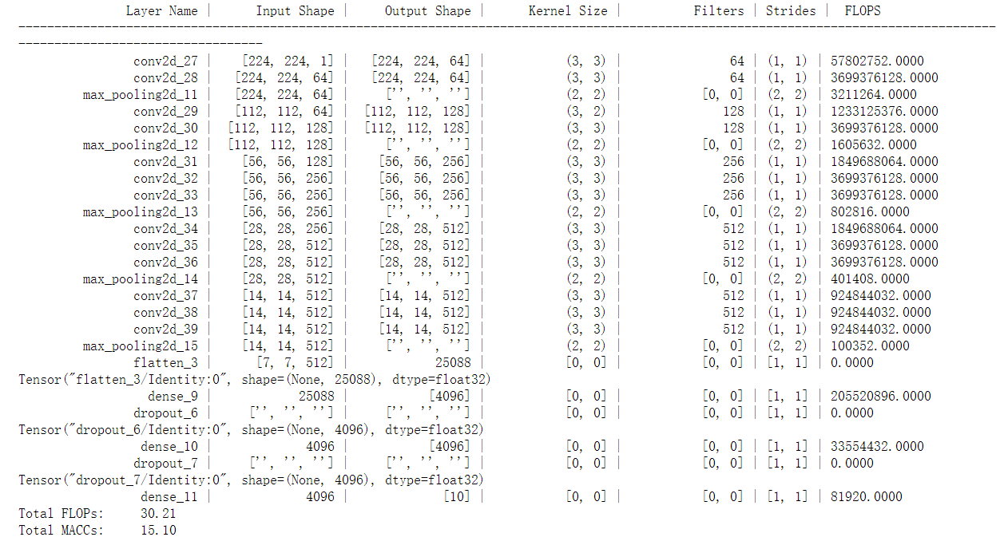 Layer Name | Input Shape | Output Shape | Kernel Size | Filters | Strides | FLOPS
----------------------------------------------------------------------------------------------------------------------------------------
----------------------------------
conv2d_27 | [224, 224, 1] | [224, 224, 64] | (3, 3) | 64 | (1, 1) | 57802752.0000
conv2d_28 | [224, 224, 64] | [224, 224, 64] | (3, 3) | 64 | (1, 1) | 3699376128.0000
max_pooling2d_11 | [224, 224, 64] | ['', '', ''] | (2, 2) | [0, 0] | (2, 2) | 3211264.0000
conv2d_29 | [112, 112, 64] | [112, 112, 128] | (3, 2) | 128 | (1, 1) | 1233125376.0000
conv2d_30 | [112, 112, 128] | [112, 112, 128] | (3, 3) | 128 | (1, 1) | 3699376128.0000
max_pooling2d_12 | [112, 112, 128] | ['', '', ''] | (2, 2) | [0, 0] | (2, 2) | 1605632.0000
conv2d_31 | [56, 56, 128] | [56, 56, 256] | (3, 3) | 256 | (1, 1) | 1849688064.0000
conv2d_32 | [56, 56, 256] | [56, 56, 256] | (3, 3) | 256 | (1, 1) | 3699376128.0000
conv2d_33 | [56, 56, 256] | [56, 56, 256] | (3, 3) | 256 | (1, 1) | 3699376128.0000
max_pooling2d_13 | [56, 56, 256] | ['', '', ''] | (2, 2) | [0, 0] | (2, 2) | 802816.0000
conv2d_34 | [28, 28, 256] | [28, 28, 512] | (3, 3) | 512 | (1, 1) | 1849688064.0000
conv2d_35 | [28, 28, 512] | [28, 28, 512] | (3, 3) | 512 | (1, 1) | 3699376128.0000
conv2d_36 | [28, 28, 512] | [28, 28, 512] | (3, 3) | 512 | (1, 1) | 3699376128.0000
max_pooling2d_14 | [28, 28, 512] | ['', '', ''] | (2, 2) | [0, 0] | (2, 2) | 401408.0000
conv2d_37 | [14, 14, 512] | [14, 14, 512] | (3, 3) | 512 | (1, 1) | 924844032.0000
conv2d_38 | [14, 14, 512] | [14, 14, 512] | (3, 3) | 512 | (1, 1) | 924844032.0000
conv2d_39 | [14, 14, 512] | [14, 14, 512] | (3, 3) | 512 | (1, 1) | 924844032.0000
max_pooling2d_15 | [14, 14, 512] | ['', '', ''] | (2, 2) | [0, 0] | (2, 2) | 100352.0000
flatten_3 | [7, 7, 512] | 25088 | [0, 0] | [0, 0] | [1, 1] | 0.0000
Tensor("flatten_3/Identity:0", shape=(None, 25088), dtype=float32)
dense_9 | 25088 | [4096] | [0, 0] | [0, 0] | [1, 1] | 205520896.0000
dropout_6 | ['', '', ''] | ['', '', ''] | [0, 0] | [0, 0] | [1, 1] | 0.0000
Tensor("dropout_6/Identity:0", shape=(None, 4096), dtype=float32)
dense_10 | 4096 | [4096] | [0, 0] | [0, 0] | [1, 1] | 33554432.0000
dropout_7 | ['', '', ''] | ['', '', ''] | [0, 0] | [0, 0] | [1, 1] | 0.0000
Tensor("dropout_7/Identity:0", shape=(None, 4096), dtype=float32)
dense_11 | 4096 | [10] | [0, 0] | [0, 0] | [1, 1] | 81920.0000
Total FLOPs: 30.21
Total MACCs: 15.10